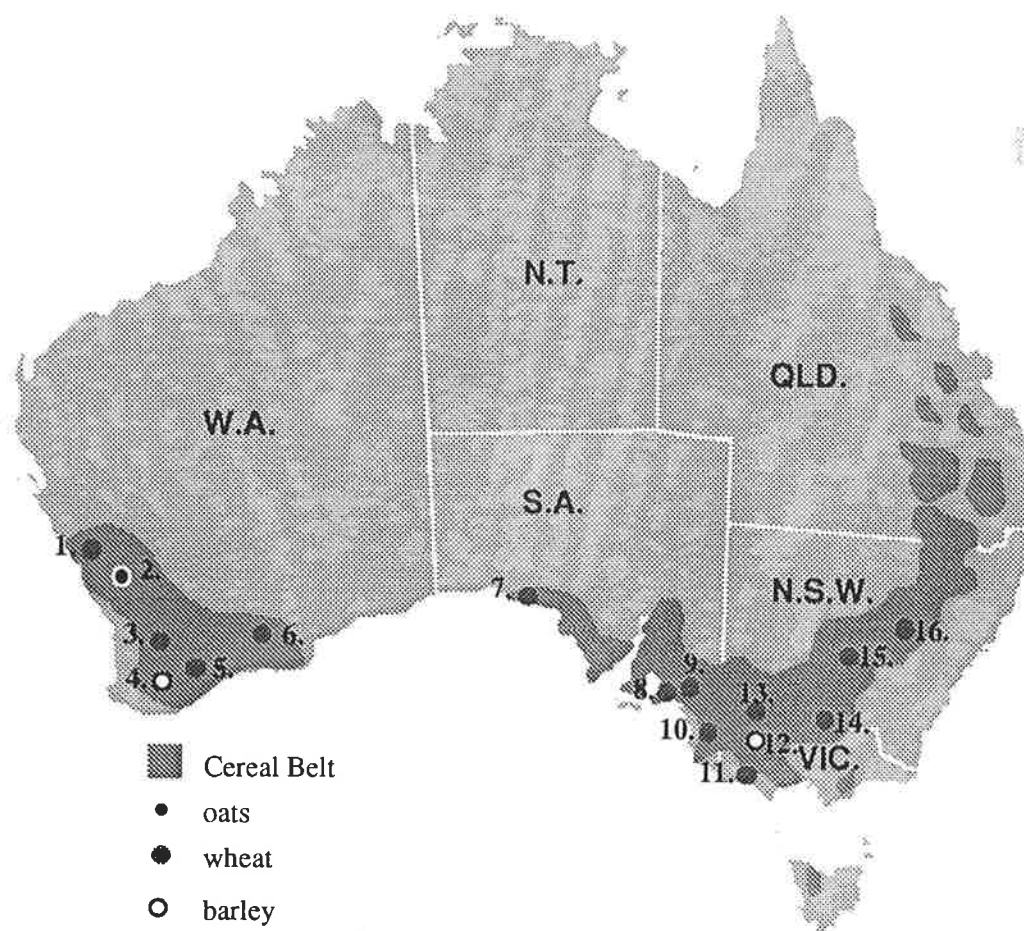 N.T.
QLD.
W.A.
S.A.
1.
2.
7.
N.S.W.
3.
6.
16.
4.
5.
15.
8.
9.
13.
10.
14.
12.
VIC.
11.
Cereal Belt
oats
wheat
barley